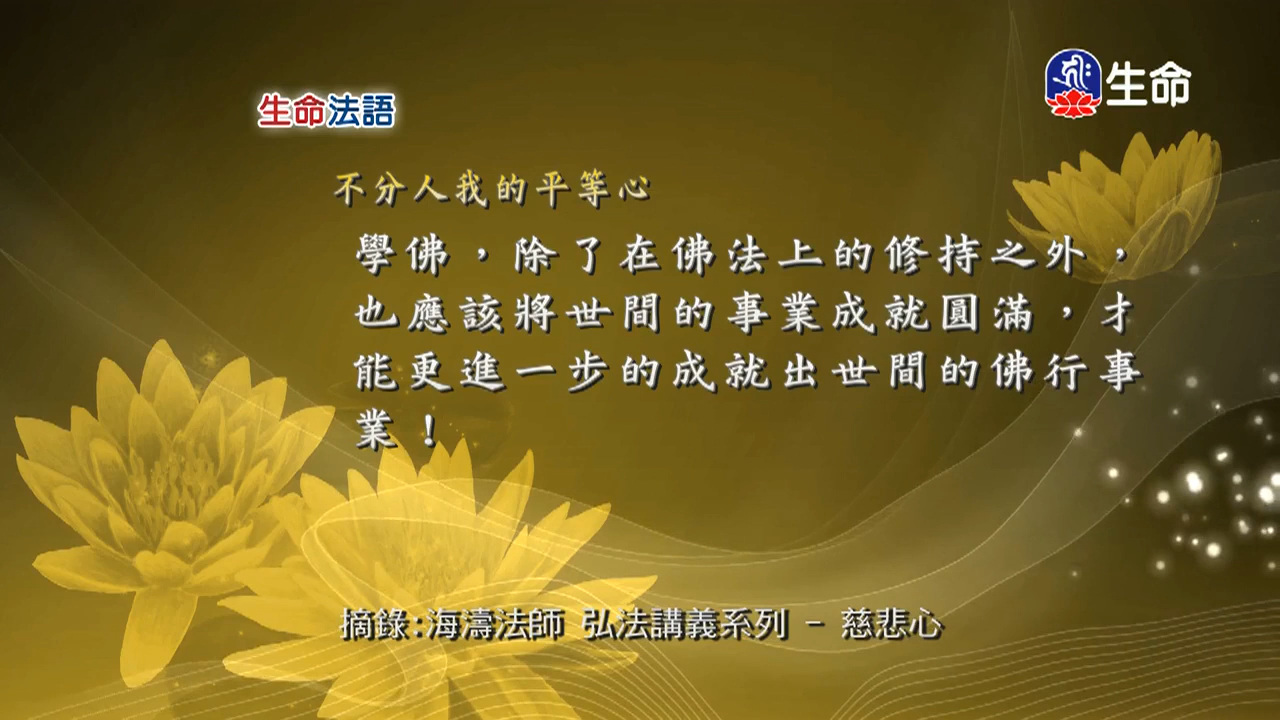 生命
生命法語
不分人我的平等心
學佛，除了在佛法上的修持之外，
也應該將世間的事業成就圓滿，才
能更進一步的成就出世間的佛行事
業！
摘錄:海濤法師 弘法講義系列 - 慈悲心